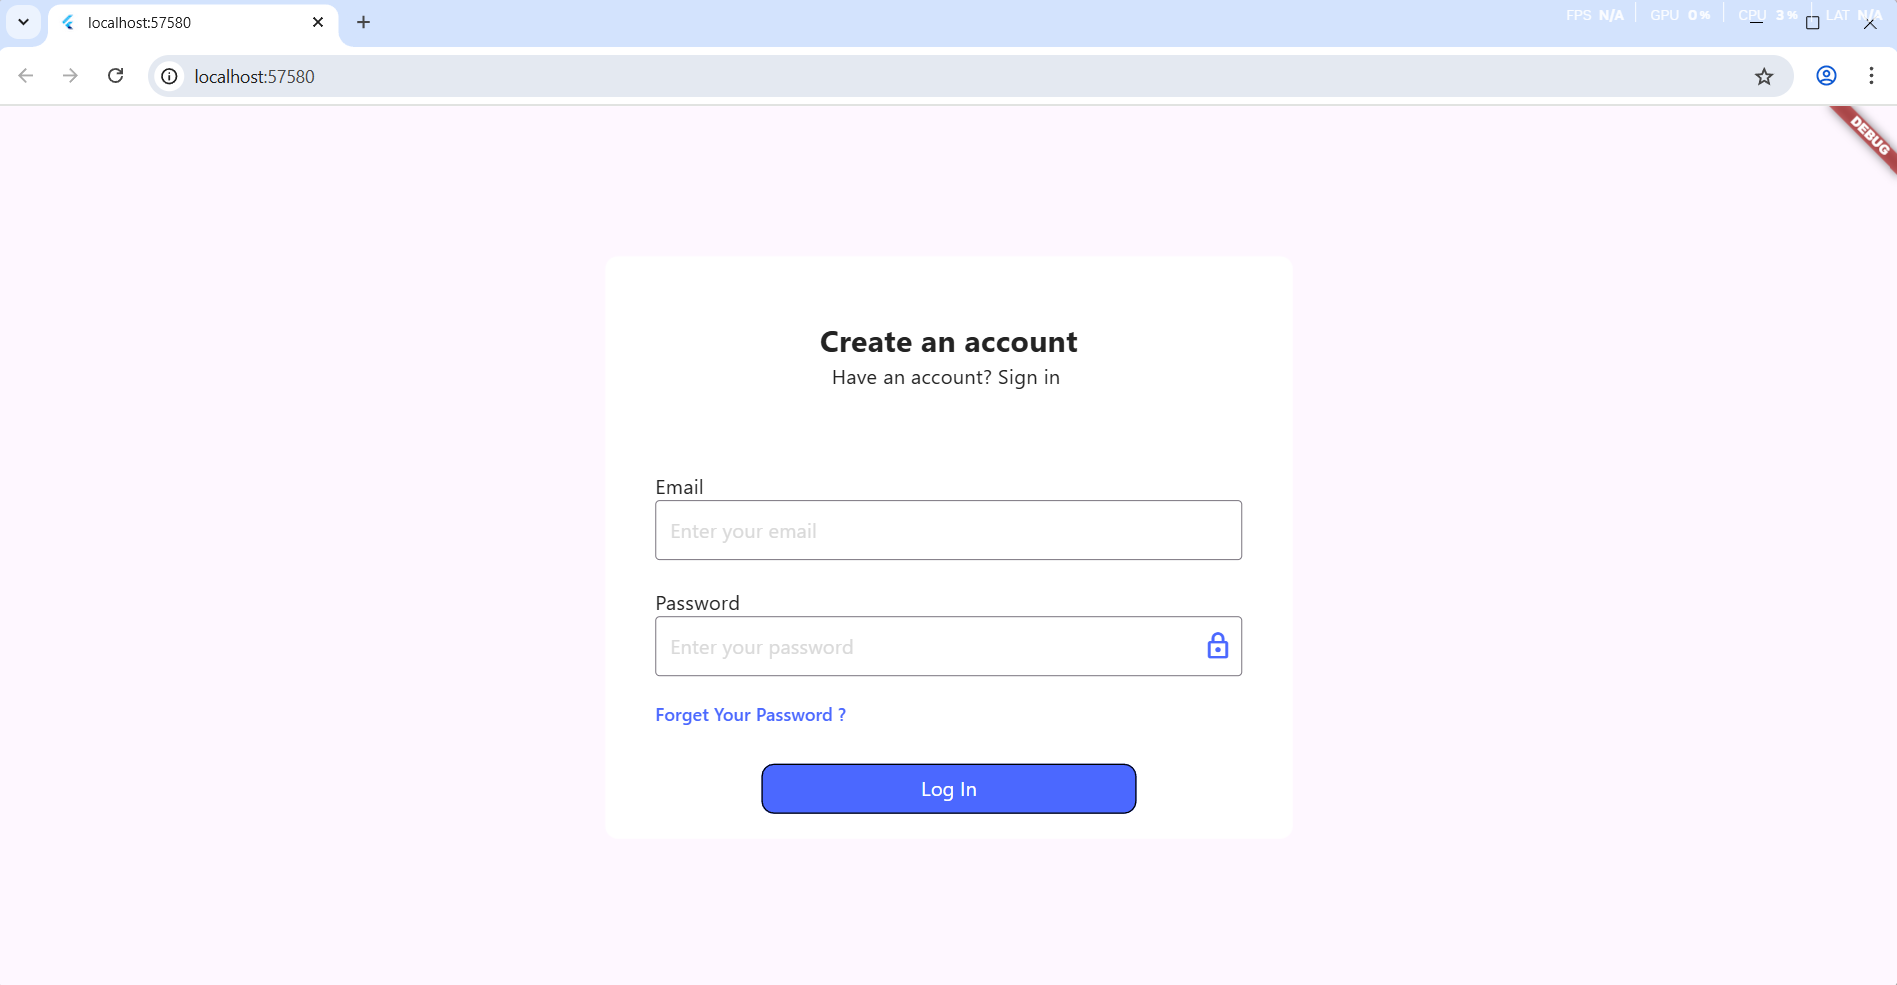 localhost:57580
FPS N/A GPU 0% CPU 3% LAT N/A
localhost:57580
DEBUG
Create an account
Have an account? Sign in
Email
Enter your email
Password
Enter your password
Forget Your Password ?
Log In